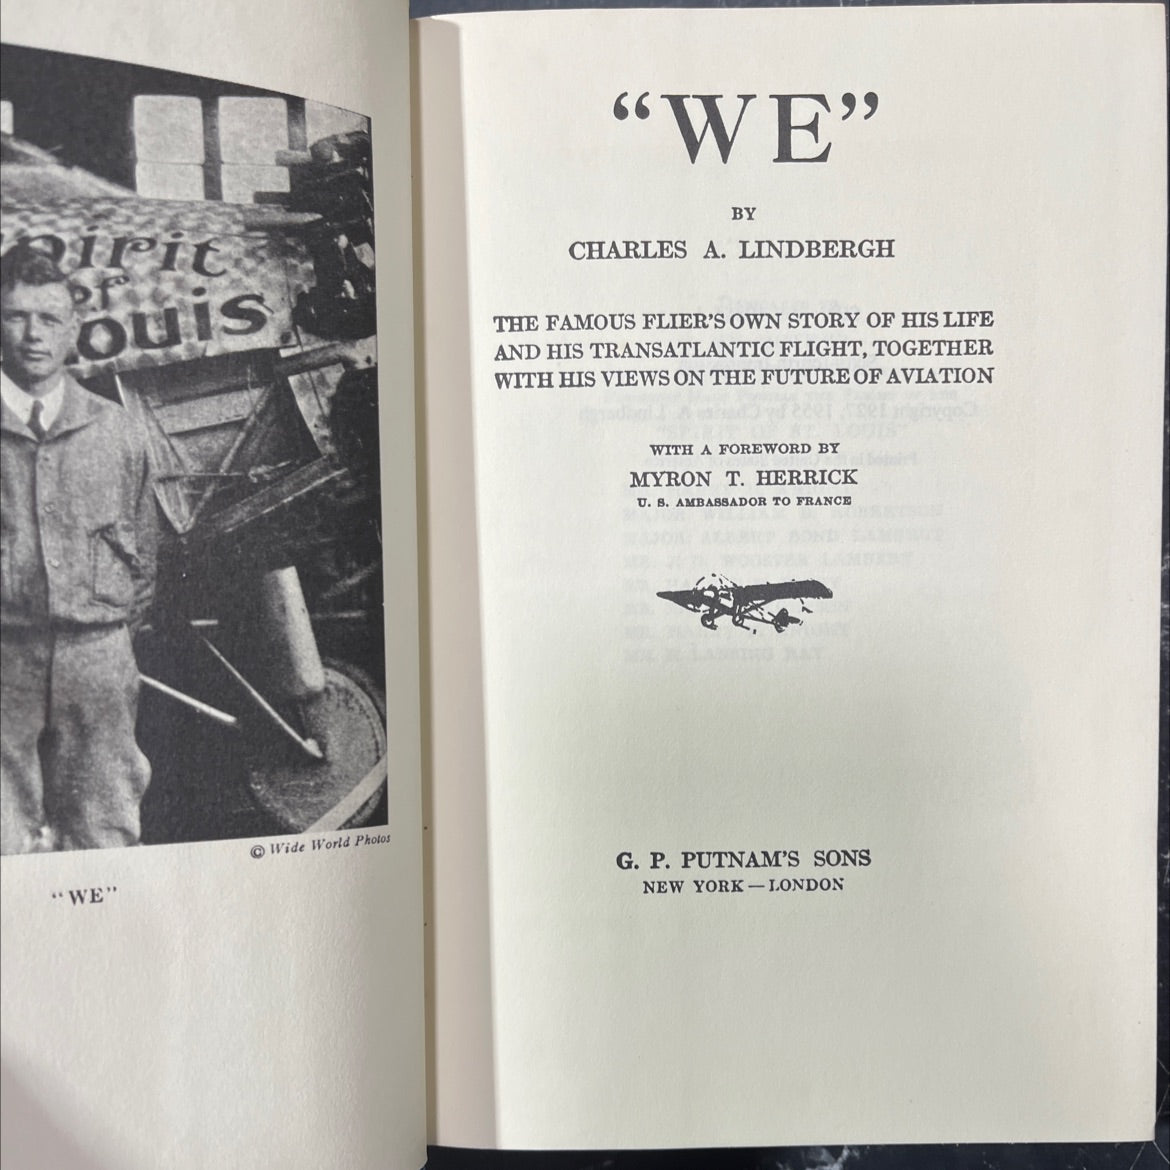 pirit
of
ouis
© Wide World Photos
"WE"
"WE"
BY
CHARLES A. LINDBERGH
THE FAMOUS FLIER'S OWN STORY OF HIS LIFE
AND HIS TRANSATLANTIC FLIGHT, TOGETHER
WITH HIS VIEWS ON THE FUTURE OF AVIATION
WITH A FOREWORD BY
MYRON T. HERRICK
U. S. AMBASSADOR TO FRANCE
G. P. PUTNAM'S SONS
NEW YORK — LONDON